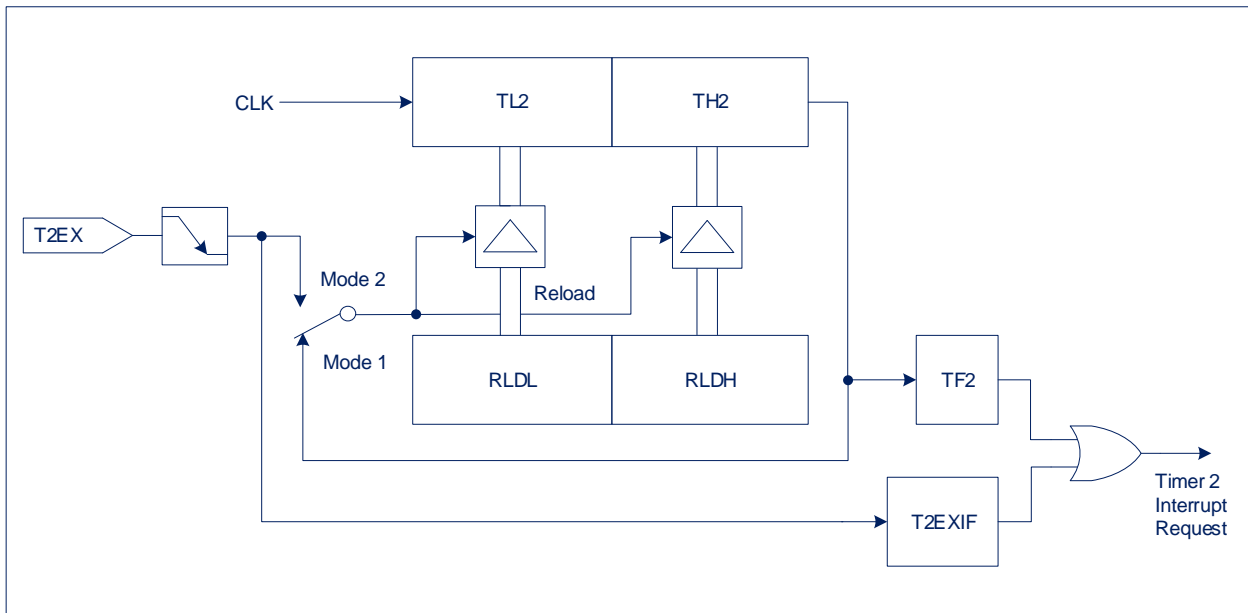 CLK
TL2
TH2
T2EX
Mode 2
Reload
Mode 1
RLDL
RLDH
TF2
T2EXIF
Timer 2
Interrupt
Request